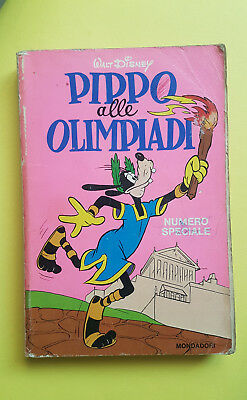 WALT DISNEY
PIPPO
alle
OLIMPIADI
NUMERO
SPECIALE
MONDADORI